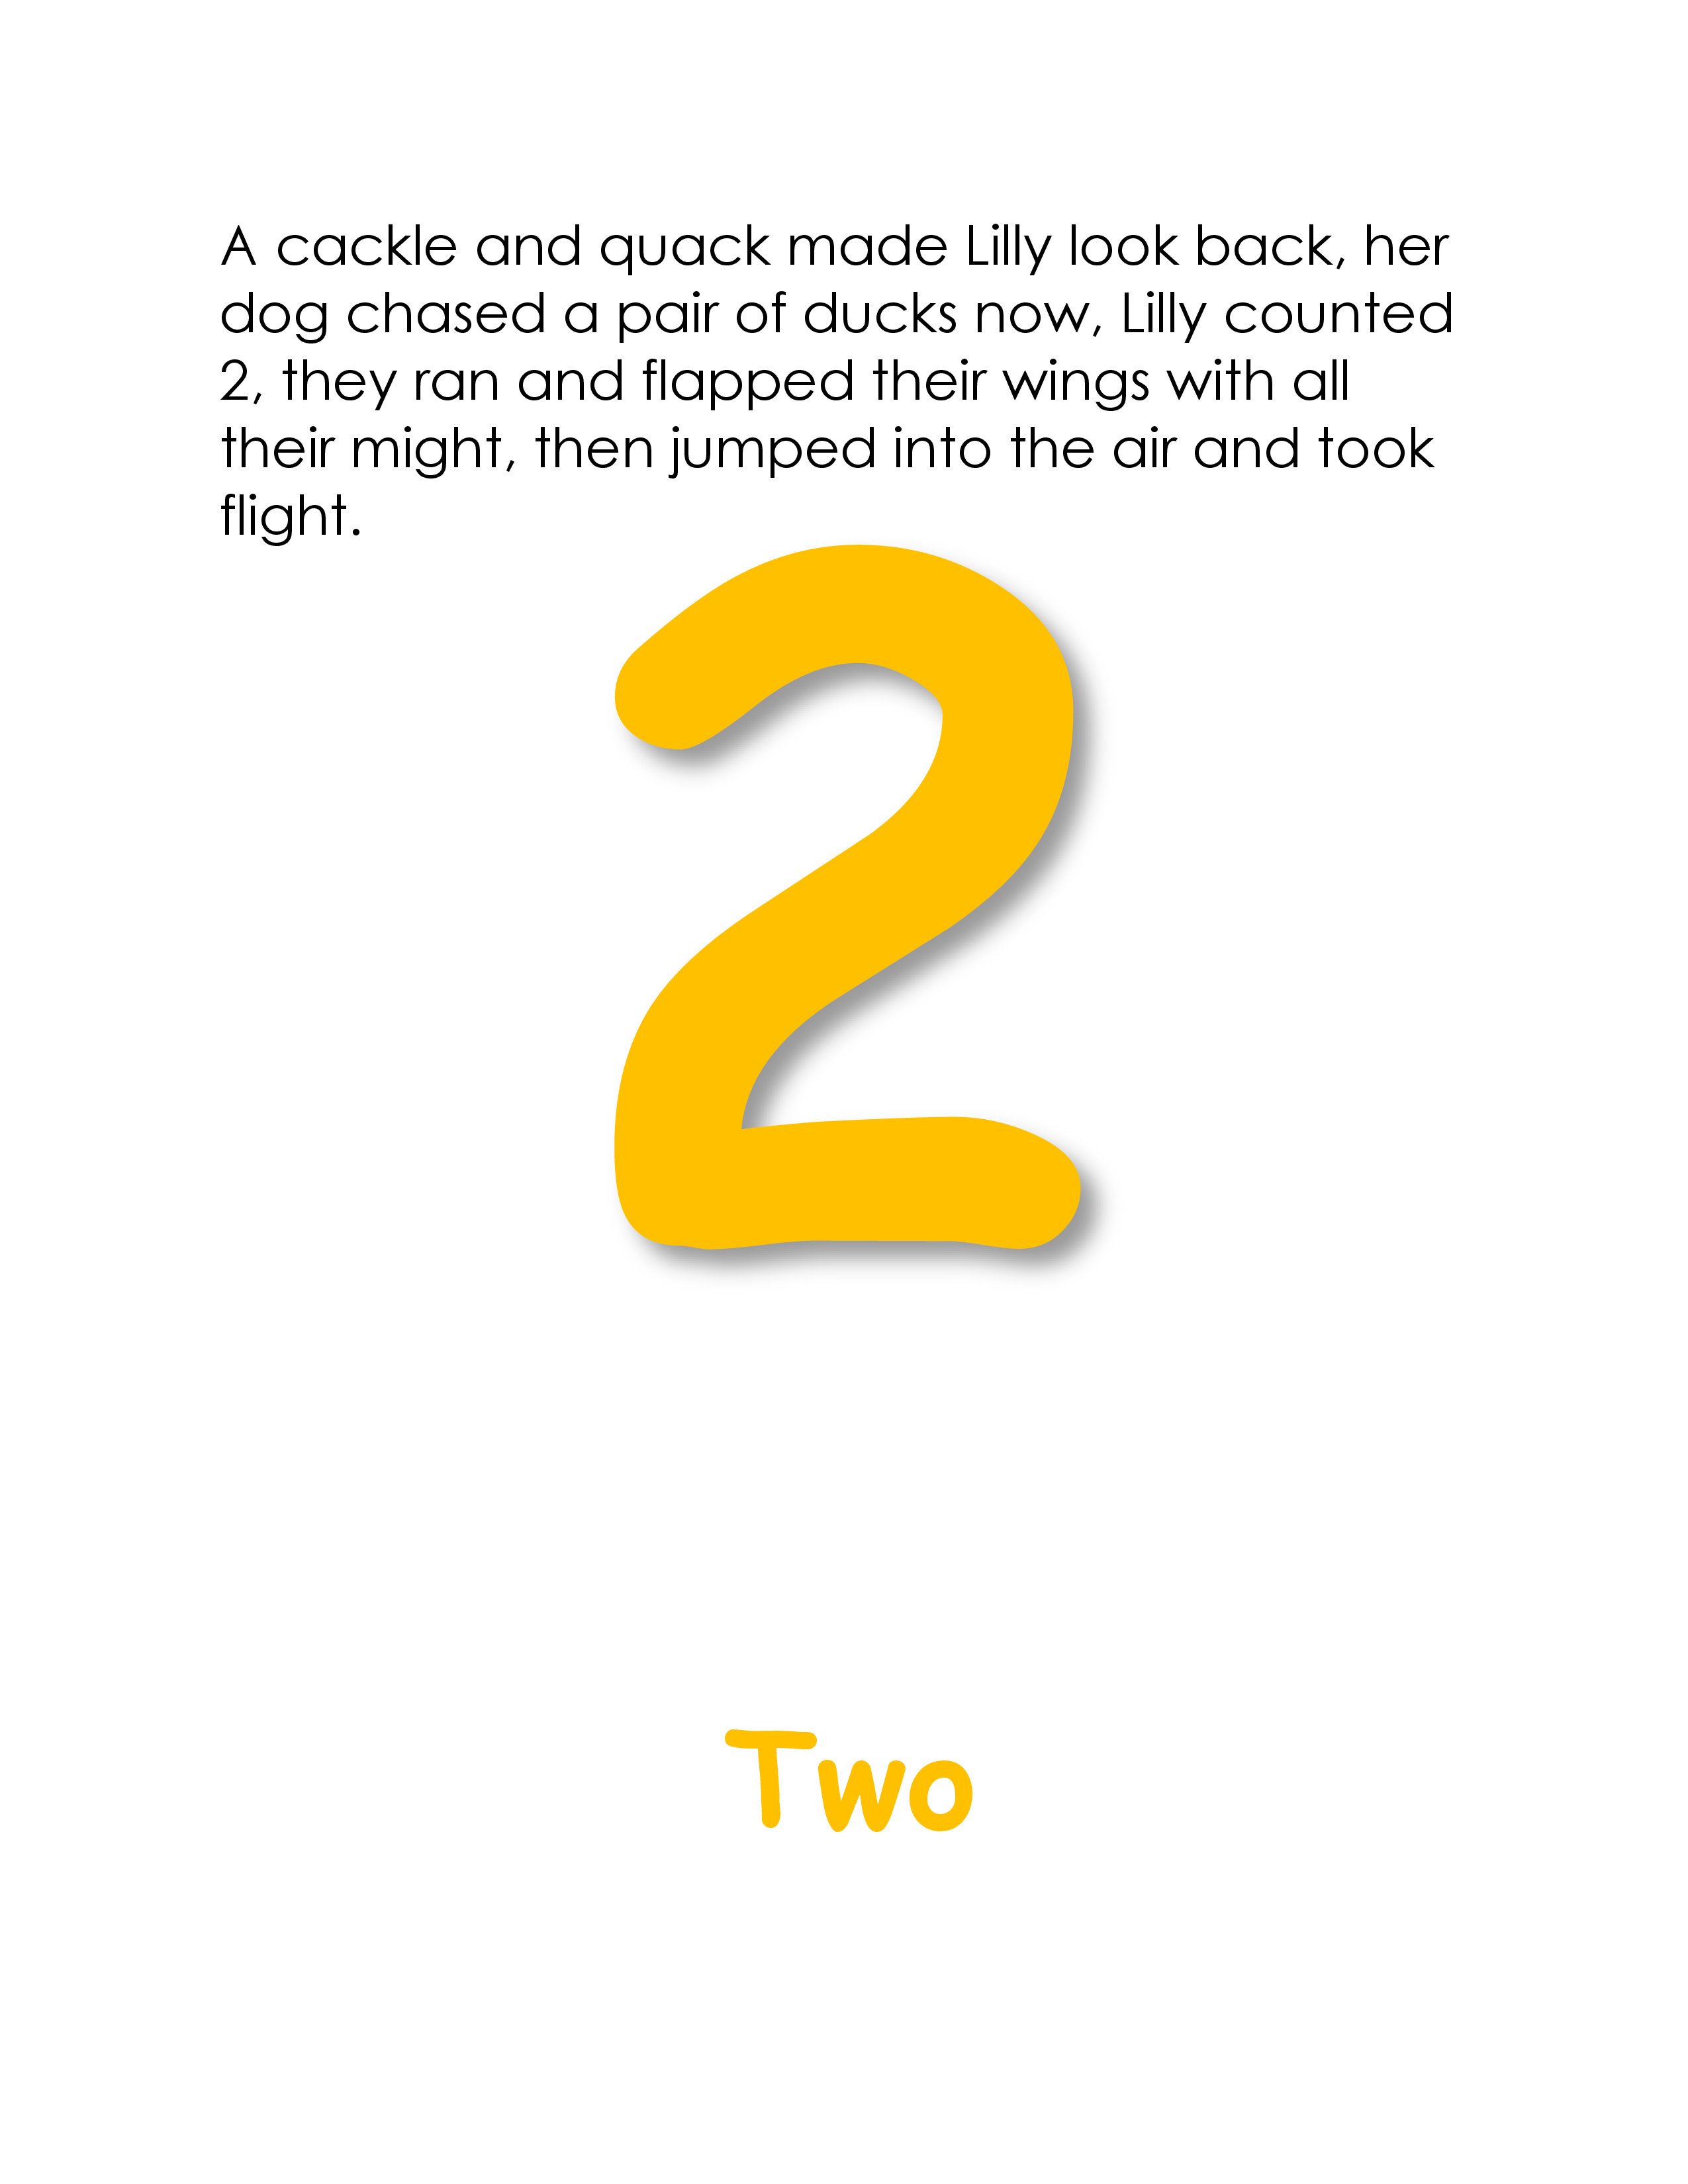 A cackle and quack made Lilly look back, her
dog chased a pair of ducks now, Lilly counted
2, they ran and flapped their wings with all
their might, then jumped into the air and took
flight.
2
Two